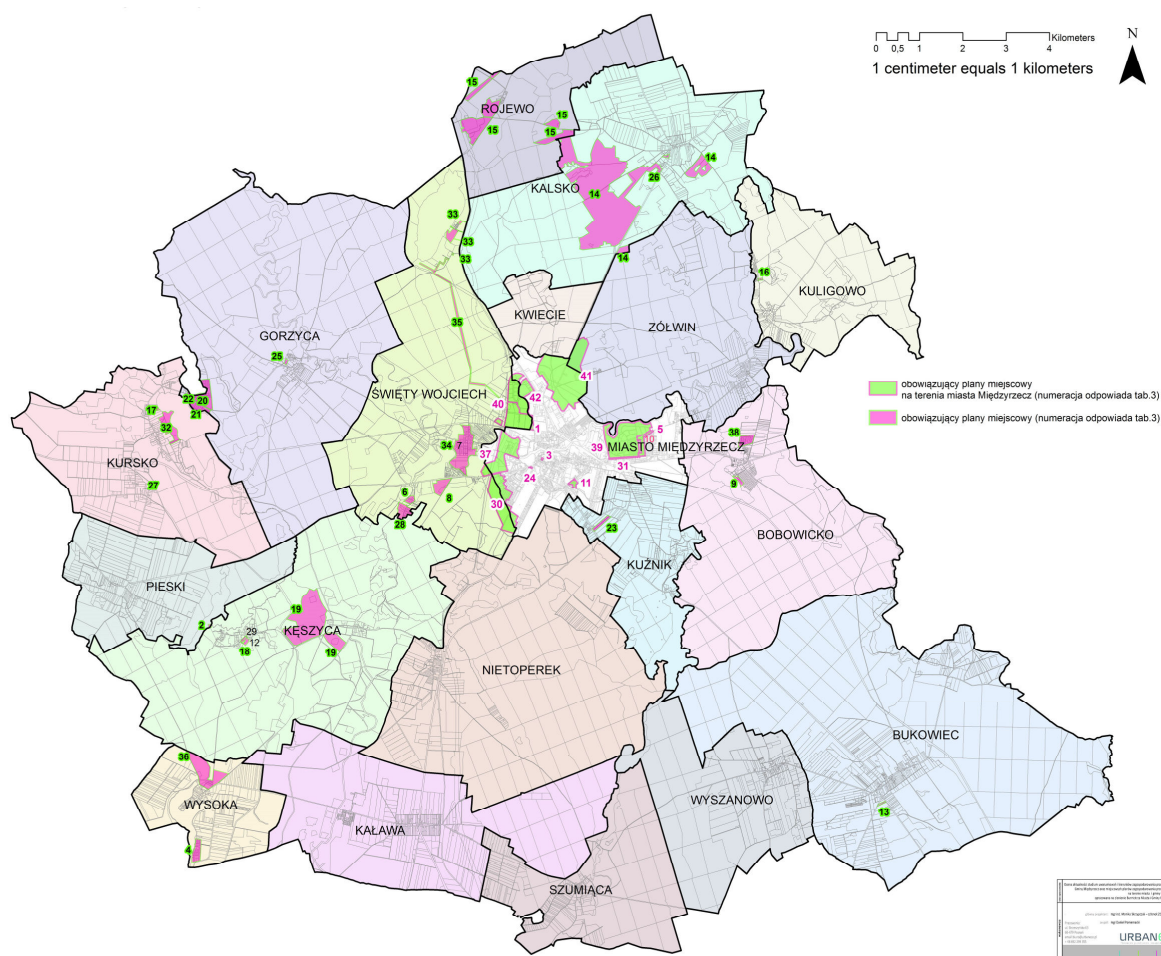 N
Kilometers
0 0,5 1 2 3 4
1 centimeter equals 1 kilometers
15
ROJEWO
15
15
15
14
26
14
KALSKO
33
33
33
14
16
KULIGOWO
KWIECIE
35
ZÓŁWIN
GORZYCA
25
41
ŚWIĘTY WOJCIECH
42
40
22
20
21
17
32
KURSKO
27
obowiązujący plany miejscowy
na terenia miasta Międzyrzecz (numeracja odpowiada tab.3)
obowiązujący plany miejscowy (numeracja odpowiada tab.3)
1
5
10
39
MIASTO MIĘDZYRZECZ
38
34
7
37
3
31
24
11
9
6
8
30
28
23
BOBOWICKO
KUŹNIK
PIESKI
19
2
29
12
18
KĘSZYCA
19
NIETOPEREK
BUKOWIEC
36
WYSOKA
WYSZANOWO
13
KAŁAWA
4
SZUMIĄCA
URBAN